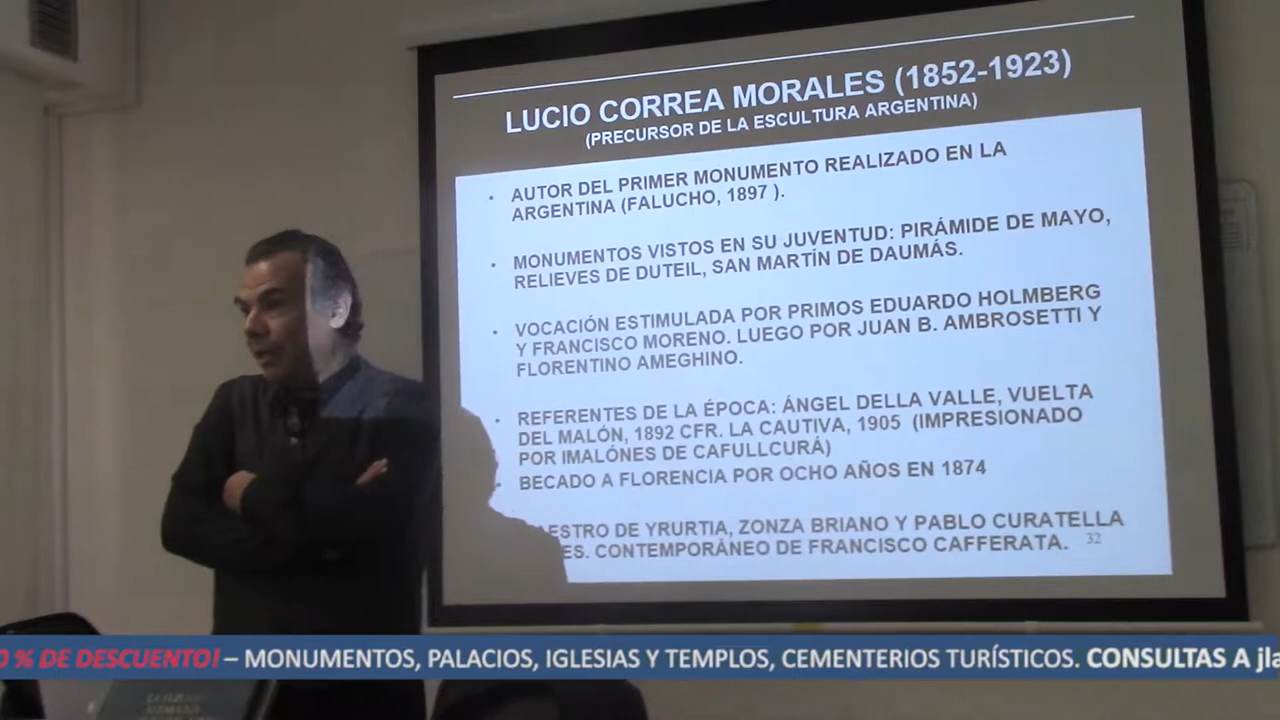 LUCIO CORREA MORALES (1852-1923)
(PRECURSOR DE LA ESCULTURA ARGENTINA)
• AUTOR DEL PRIMER MONUMENTO REALIZADO EN LA
ARGENTINA (FALUCHO, 1897 ).
• MONUMENTOS VISTOS EN SU JUVENTUD: PIRÁMIDE DE MAYO,
RELIEVES DE DUTEIL, SAN MARTÍN DE DAUMÁS.
• VOCACIÓN ESTIMULADA POR PRIMOS EDUARDO HOLMBERG
Y FRANCISCO MORENO. LUEGO POR JUAN B. AMBROSETTI Y
FLORENTINO AMEGHINO.
• REFERENTES DE LA ÉPOCA: ÁNGEL DELLA VALLE, VUELTA
DEL MALÓN, 1892 CFR. LA CAUTIVA, 1905 (IMPRESIONADO
POR IMALÓNES DE CAFULLCURÁ)
• BECADO A FLORENCIA POR OCHO AÑOS EN 1874
ESTRO DE YRURTIA, ZONZA BRIANO Y PABLO CURATELLA
ES. CONTEMPORÁNEO DE FRANCISCO CAFFERATA.
32
0 % DE DESCUENTO! – MONUMENTOS, PALACIOS, IGLESIAS Y TEMPLOS, CEMENTERIOS TURÍSTICOS. CONSULTAS A jla